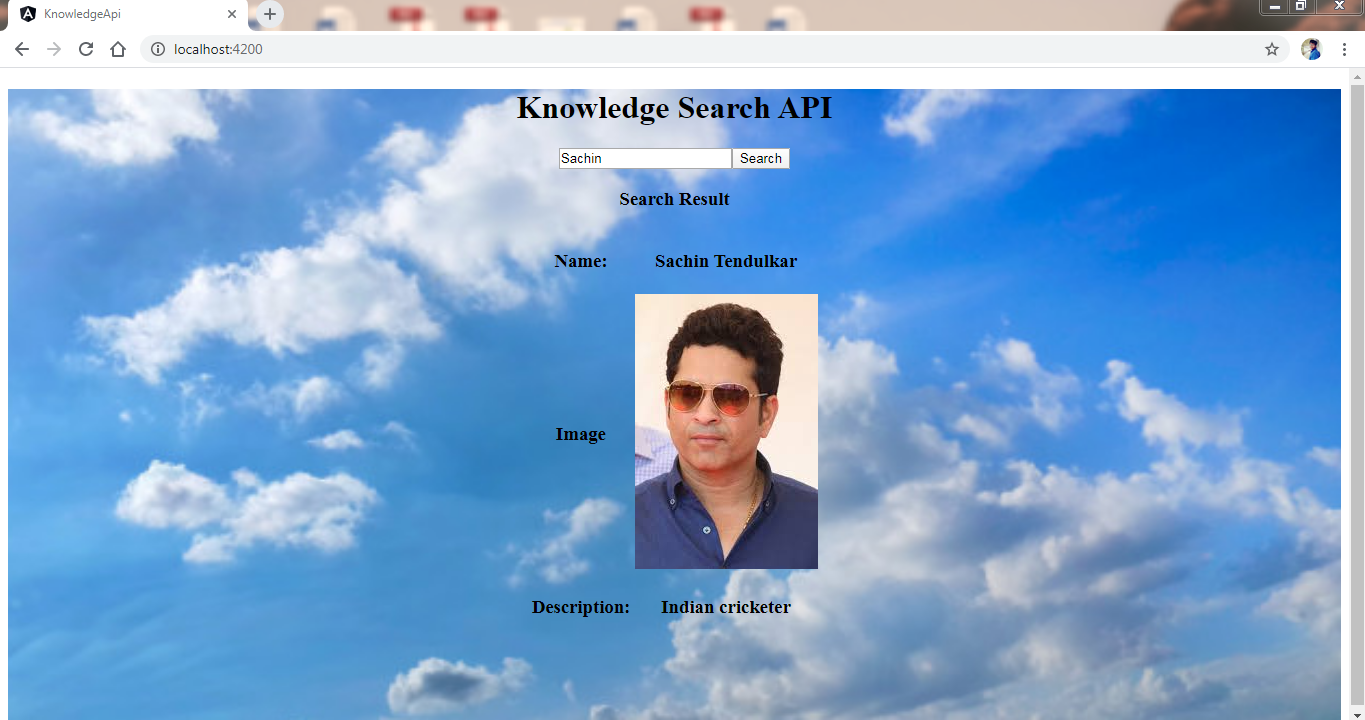 KnowledgeApi
localhost:4200
Knowledge Search API
Sachin Search
Search Result
Name: Sachin Tendulkar
Image
Description: Indian cricketer